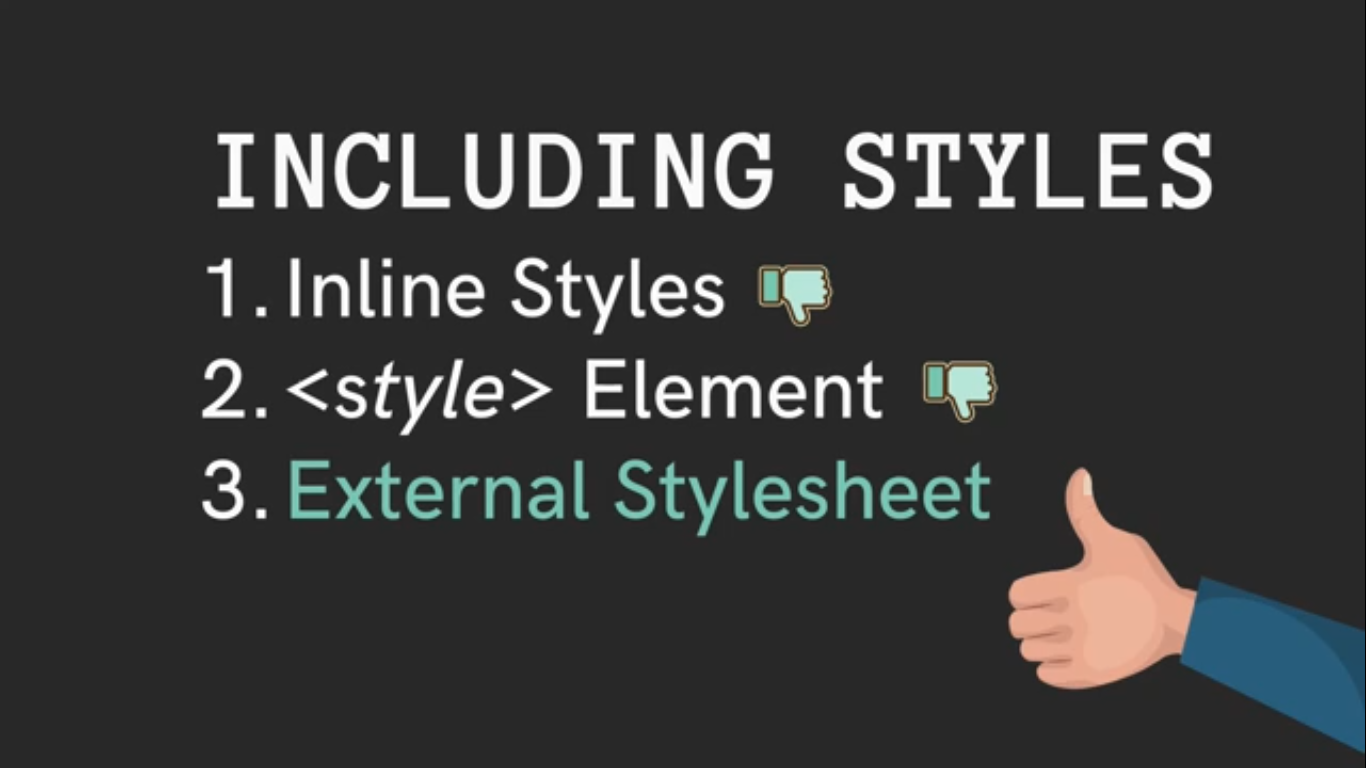 INCLUDING STYLES
1. Inline Styles
2. <style> Element
3. External Stylesheet